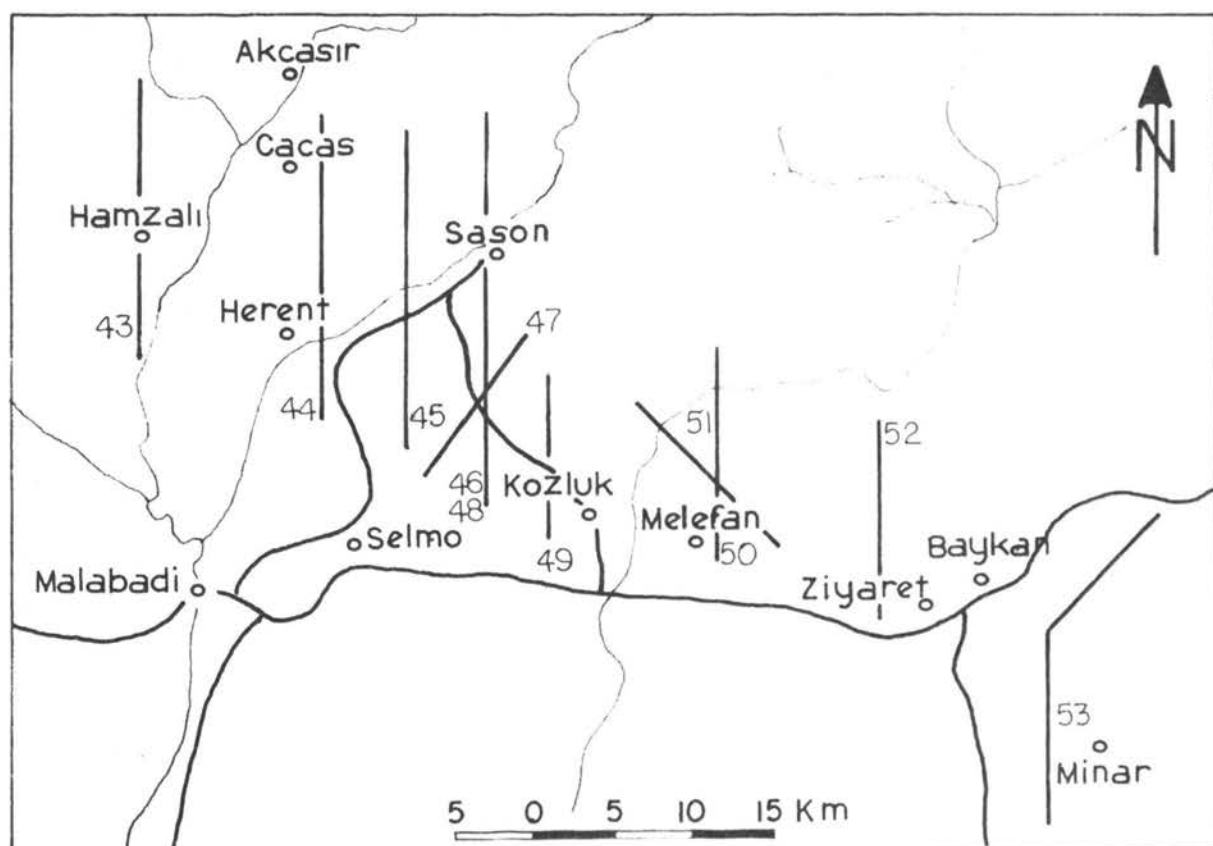 Akcasır
Cacas
N
Hamzalı
Sason
43
Herent
47
44
45
51
52
46
48
Kozluk
49
Melefan
50
Selmo
Baykan
Malabadi
Ziyaret
53
Minar
5 0 5 10 15 Km